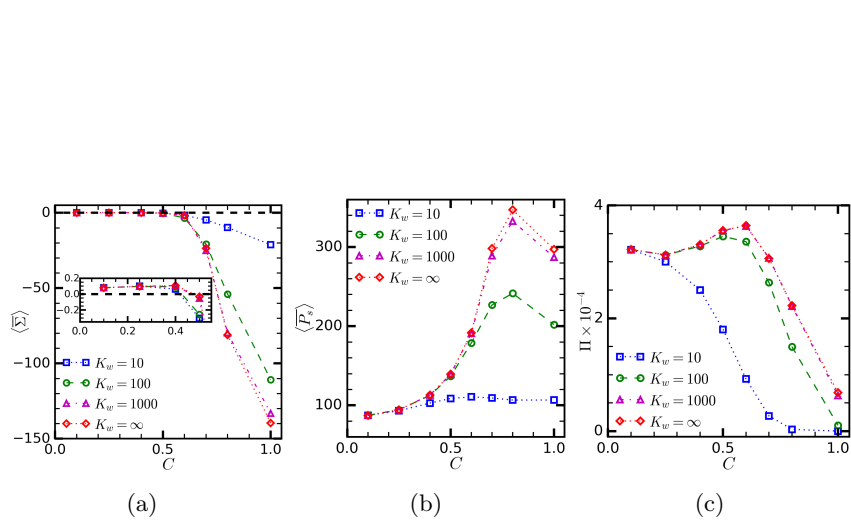 0
−50
−100
−150
0.0
0.5
1.0
0.2
0.0
−0.2
0.0
0.4
K_w = 10
K_w = 100
K_w = 1000
K_w = ∞
⟨Σ̅⟩
C
(a)
300
200
100
0.0
0.5
1.0
K_w = 10
K_w = 100
K_w = 1000
K_w = ∞
⟨P̅_s⟩
C
(b)
4
2
0
0.0
0.5
1.0
K_w = 10
K_w = 100
K_w = 1000
K_w = ∞
Π × 10^{−4}
C
(c)